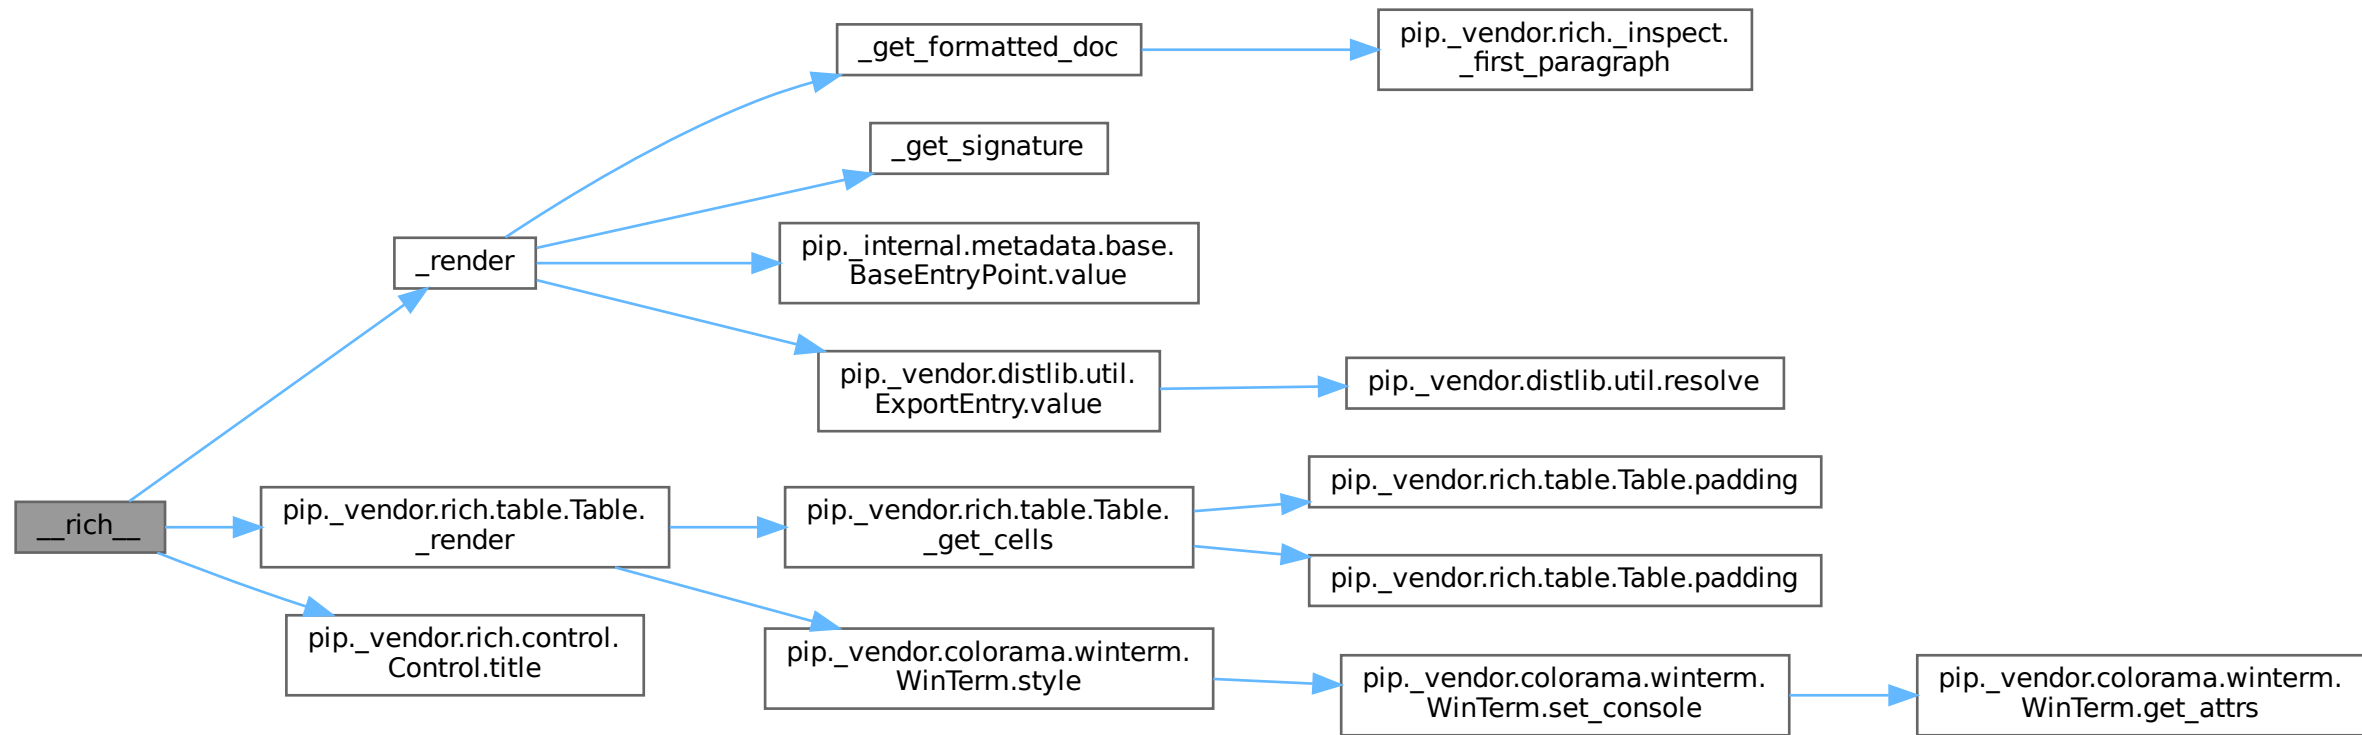 __rich__
_render
_get_formatted_doc
pip._vendor.rich._inspect.
_first_paragraph
_get_signature
pip._internal.metadata.base.
BaseEntryPoint.value
pip._vendor.distlib.util.
ExportEntry.value
pip._vendor.distlib.util.resolve
pip._vendor.rich.table.Table.
_render
pip._vendor.rich.table.Table.
_get_cells
pip._vendor.rich.table.Table.padding
pip._vendor.rich.table.Table.padding
pip._vendor.colorama.winterm.
WinTerm.style
pip._vendor.colorama.winterm.
WinTerm.set_console
pip._vendor.colorama.winterm.
WinTerm.get_attrs
pip._vendor.rich.control.
Control.title